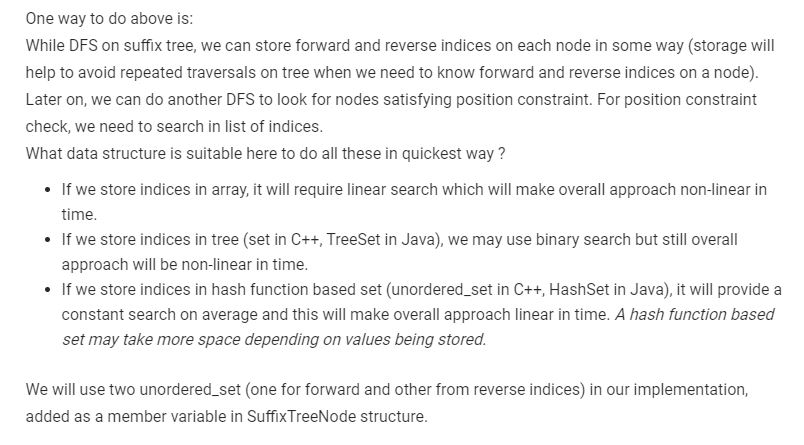 One way to do above is:
While DFS on suffix tree, we can store forward and reverse indices on each node in some way (storage will
help to avoid repeated traversals on tree when we need to know forward and reverse indices on a node).
Later on, we can do another DFS to look for nodes satisfying position constraint. For position constraint
check, we need to search in list of indices.
What data structure is suitable here to do all these in quickest way ?
• If we store indices in array, it will require linear search which will make overall approach non-linear in
time.
• If we store indices in tree (set in C++, TreeSet in Java), we may use binary search but still overall
approach will be non-linear in time.
• If we store indices in hash function based set (unordered_set in C++, HashSet in Java), it will provide a
constant search on average and this will make overall approach linear in time. A hash function based
set may take more space depending on values being stored.
We will use two unordered_set (one for forward and other from reverse indices) in our implementation,
added as a member variable in SuffixTreeNode structure.